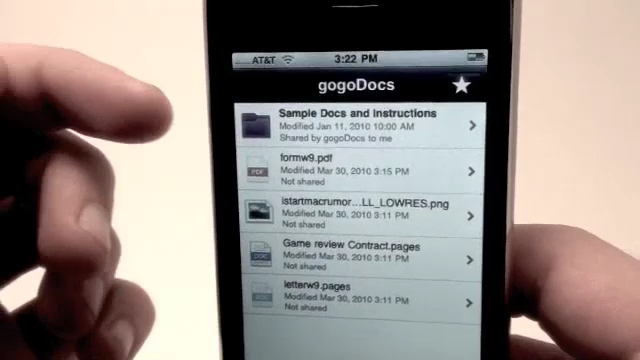 AT&T 3:22 PM
gogoDocs
Sample Docs and Instructions
Modified Jan 11, 2010 10:00 AM
Shared by gogoDocs to me
formw9.pdf
PDF
Modified Mar 30, 2010 3:15 PM
Not shared
istartmacrumor…LL_LOWRES.png
Modified Mar 30, 2010 3:11 PM
Not shared
Game review Contract.pages
DOC
Modified Mar 30, 2010 3:11 PM
Not shared
letterw9.pages
DOC
Modified Mar 30, 2010 3:11 PM
Not shared